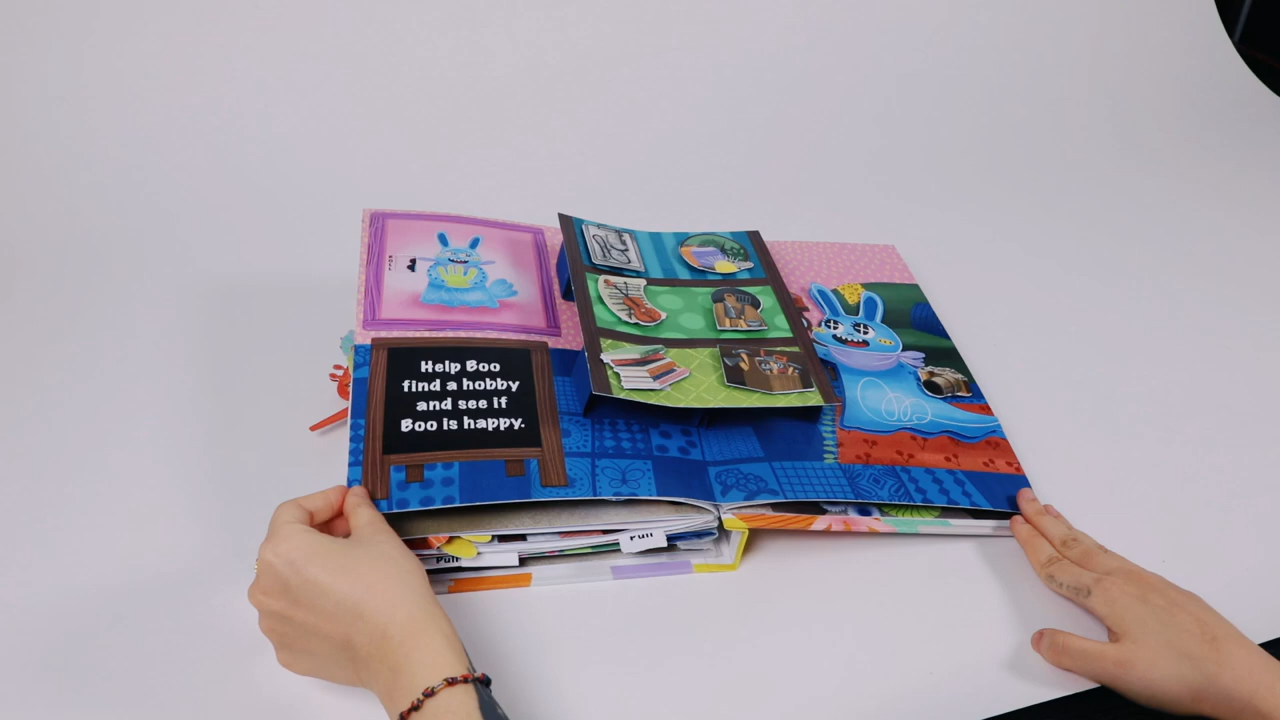 Help Boo
find a hobby
and see if
Boo is happy.
Pull
Pull